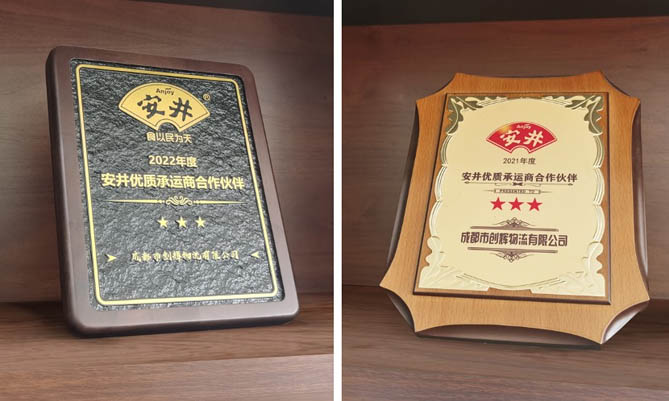 Anjoy
安井®
食以民为天
2022年度
安井优质承运商合作伙伴
★★★
成都市创辉物流有限公司
Anjoy
安井
2021年度
安井优质承运商合作伙伴
PRESENTED TO
★★★
成都市创辉物流有限公司